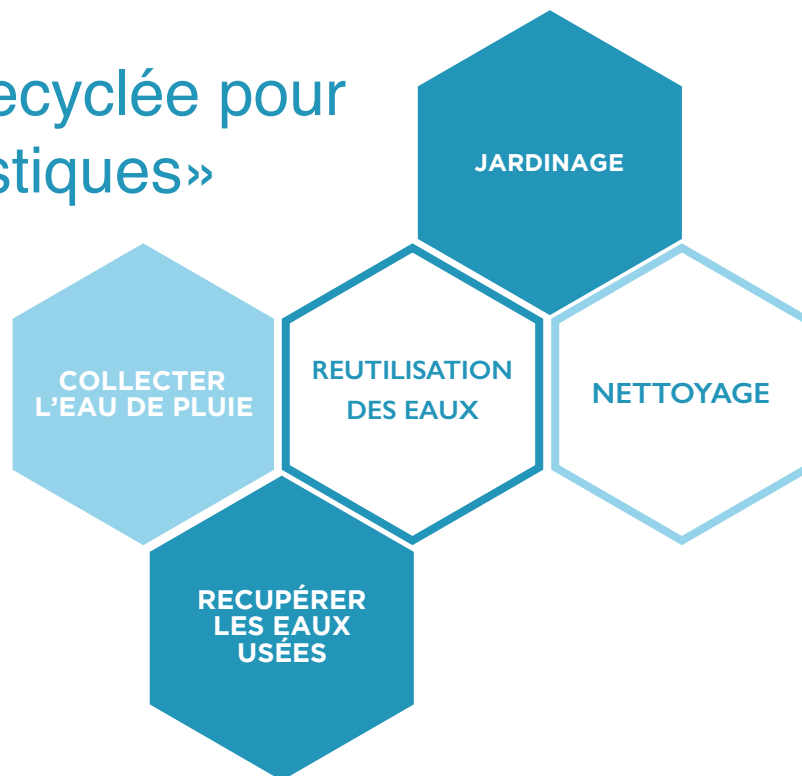 ecyclée pour
stiques»
JARDINAGE
COLLECTER
L'EAU DE PLUIE
REUTILISATION
DES EAUX
NETTOYAGE
RECUPÉRER
LES EAUX
USÉES